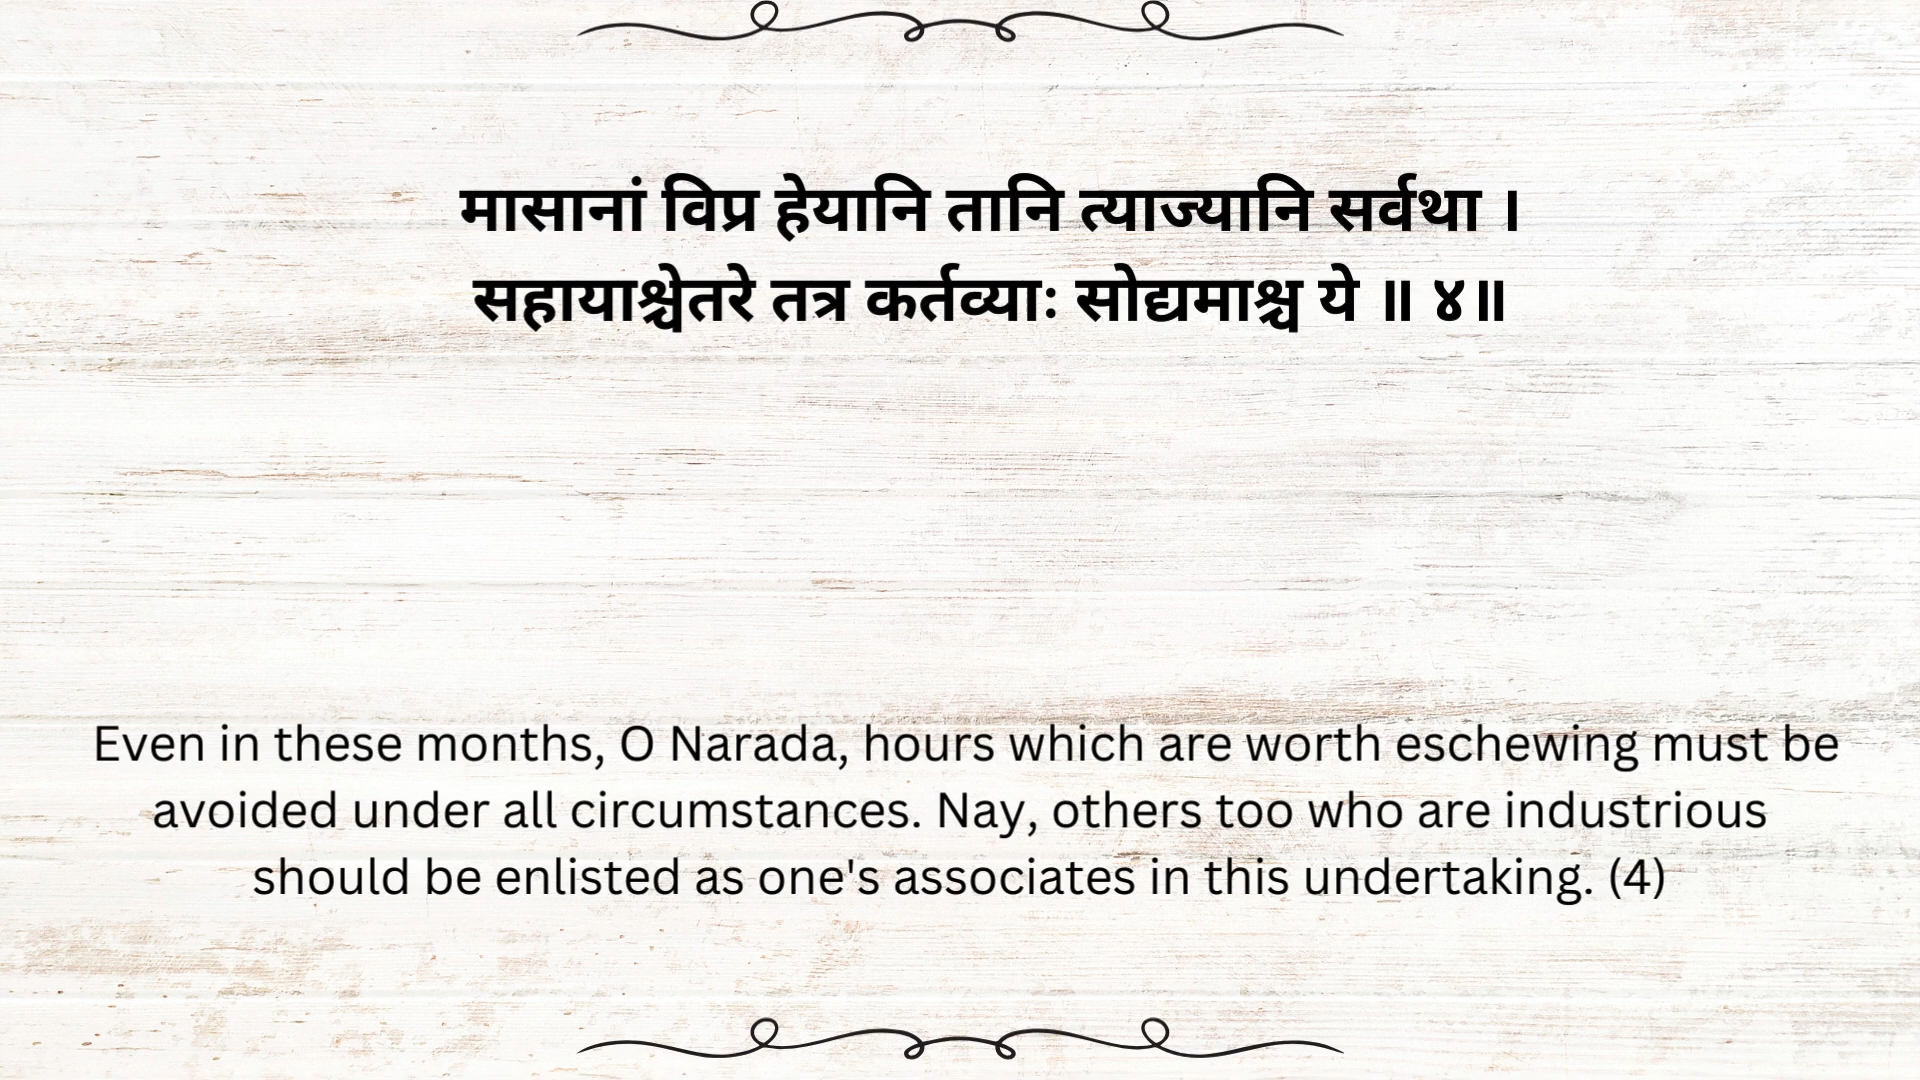 मासानां विप्र हेयानि तानि त्याज्यानि सर्वथा ।
सहायाश्चेतरे तत्र कर्तव्याः सोद्यमाश्च ये ॥ ४॥
Even in these months, O Narada, hours which are worth eschewing must be
avoided under all circumstances. Nay, others too who are industrious
should be enlisted as one's associates in this undertaking. (4)